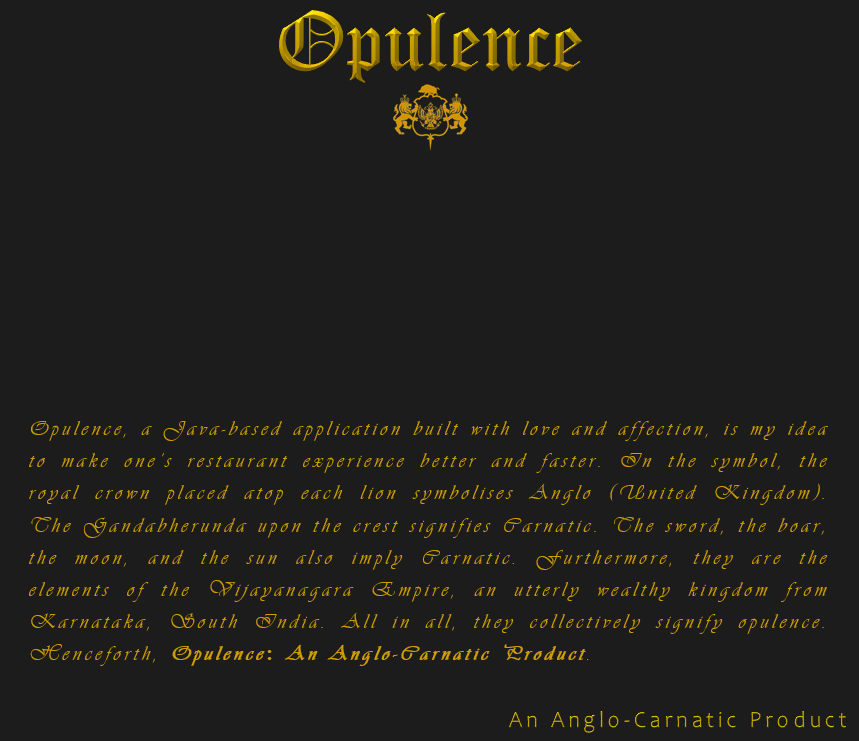 Opulence
Opulence, a Java-based application built with love and affection, is my idea
to make one's restaurant experience better and faster. In the symbol, the
royal crown placed atop each lion symbolises Anglo (United Kingdom).
The Gandabherunda upon the crest signifies Carnatic. The sword, the boar,
the moon, and the sun also imply Carnatic. Furthermore, they are the
elements of the Vijayanagara Empire, an utterly wealthy kingdom from
Karnataka, South India. All in all, they collectively signify opulence.
Henceforth, Opulence: An Anglo-Carnatic Product.
An Anglo-Carnatic Product